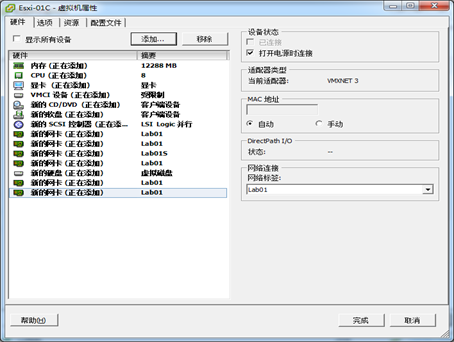 Esxi-01C - 虚拟机属性
硬件 选项 资源 配置文件
显示所有设备 添加... 移除
硬件 摘要
内存 (正在添加) 12288 MB
CPU (正在添加) 8
显卡 (正在添加) 显卡
VMCI 设备 (正在添加) 受限制
新的 CD/DVD (正在添加) 客户端设备
新的软盘 (正在添加) 客户端设备
新的 SCSI 控制器 (正在添... LSI Logic 并行
新的网卡 (正在添加) Lab01
新的网卡 (正在添加) Lab01
新的网卡 (正在添加) Lab01S
新的网卡 (正在添加) Lab01
新的硬盘 (正在添加) 虚拟磁盘
新的网卡 (正在添加) Lab01
新的网卡 (正在添加) Lab01
设备状态
已连接
打开电源时连接
适配器类型
当前适配器: VMXNET 3
MAC 地址
自动 手动
DirectPath I/O
状态: --
网络连接
网络标签:
Lab01
帮助(H) 完成 取消